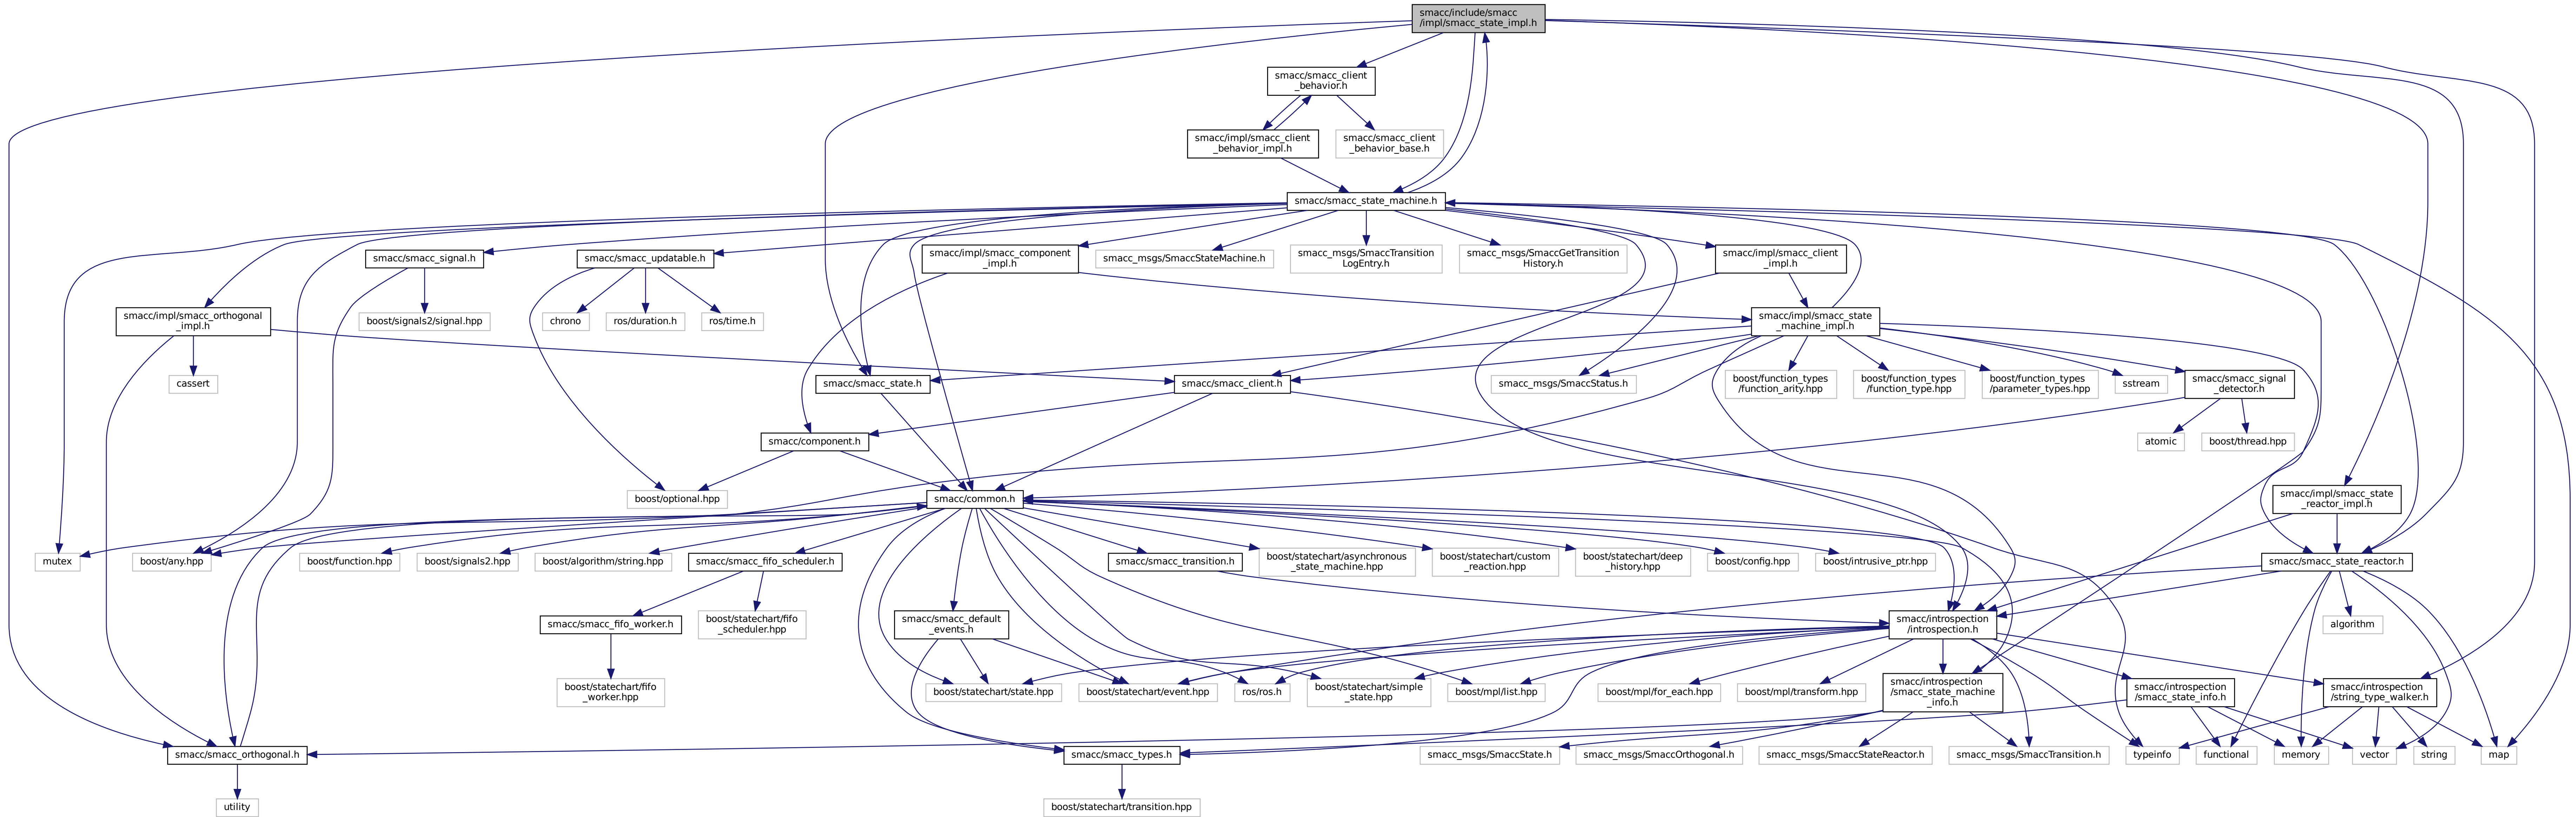 smacc/include/smacc
/impl/smacc_state_impl.h
smacc/smacc_client
_behavior.h
smacc/impl/smacc_client
_behavior_impl.h
smacc/smacc_client
_behavior_base.h
smacc/smacc_state_machine.h
smacc/smacc_signal.h
smacc/smacc_updatable.h
smacc/impl/smacc_component
_impl.h
smacc_msgs/SmaccStateMachine.h
smacc_msgs/SmaccTransition
LogEntry.h
smacc_msgs/SmaccGetTransition
History.h
smacc/impl/smacc_client
_impl.h
smacc/impl/smacc_orthogonal
_impl.h
boost/signals2/signal.hpp
chrono
ros/duration.h
ros/time.h
smacc/impl/smacc_state
_machine_impl.h
cassert
smacc/smacc_state.h
smacc/smacc_client.h
smacc_msgs/SmaccStatus.h
boost/function_types
/function_arity.hpp
boost/function_types
/function_type.hpp
boost/function_types
/parameter_types.hpp
sstream
smacc/smacc_signal
_detector.h
smacc/component.h
atomic
boost/thread.hpp
boost/optional.hpp
smacc/common.h
smacc/impl/smacc_state
_reactor_impl.h
mutex
boost/any.hpp
boost/function.hpp
boost/signals2.hpp
boost/algorithm/string.hpp
smacc/smacc_fifo_scheduler.h
smacc/smacc_transition.h
boost/statechart/asynchronous
_state_machine.hpp
boost/statechart/custom
_reaction.hpp
boost/statechart/deep
_history.hpp
boost/config.hpp
boost/intrusive_ptr.hpp
smacc/smacc_state_reactor.h
smacc/smacc_fifo_worker.h
boost/statechart/fifo
_scheduler.hpp
smacc/smacc_default
_events.h
smacc/introspection
/introspection.h
algorithm
boost/statechart/fifo
_worker.hpp
boost/statechart/state.hpp
boost/statechart/event.hpp
ros/ros.h
boost/statechart/simple
_state.hpp
boost/mpl/list.hpp
boost/mpl/for_each.hpp
boost/mpl/transform.hpp
smacc/introspection
/smacc_state_machine
_info.h
smacc/introspection
/smacc_state_info.h
smacc/introspection
/string_type_walker.h
smacc/smacc_orthogonal.h
smacc/smacc_types.h
smacc_msgs/SmaccState.h
smacc_msgs/SmaccOrthogonal.h
smacc_msgs/SmaccStateReactor.h
smacc_msgs/SmaccTransition.h
typeinfo
functional
memory
vector
string
map
utility
boost/statechart/transition.hpp